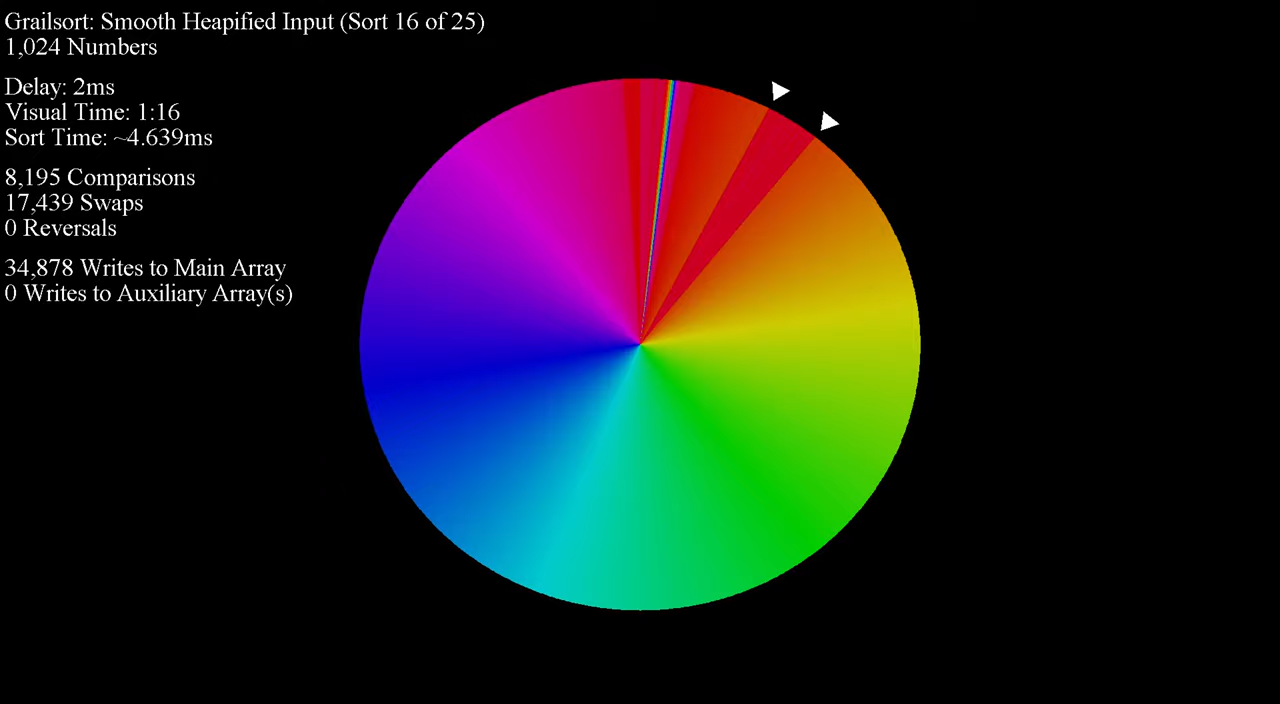 Grailsort: Smooth Heapified Input (Sort 16 of 25)
1,024 Numbers
Delay: 2ms
Visual Time: 1:16
Sort Time: ~4.639ms
8,195 Comparisons
17,439 Swaps
0 Reversals
34,878 Writes to Main Array
0 Writes to Auxiliary Array(s)